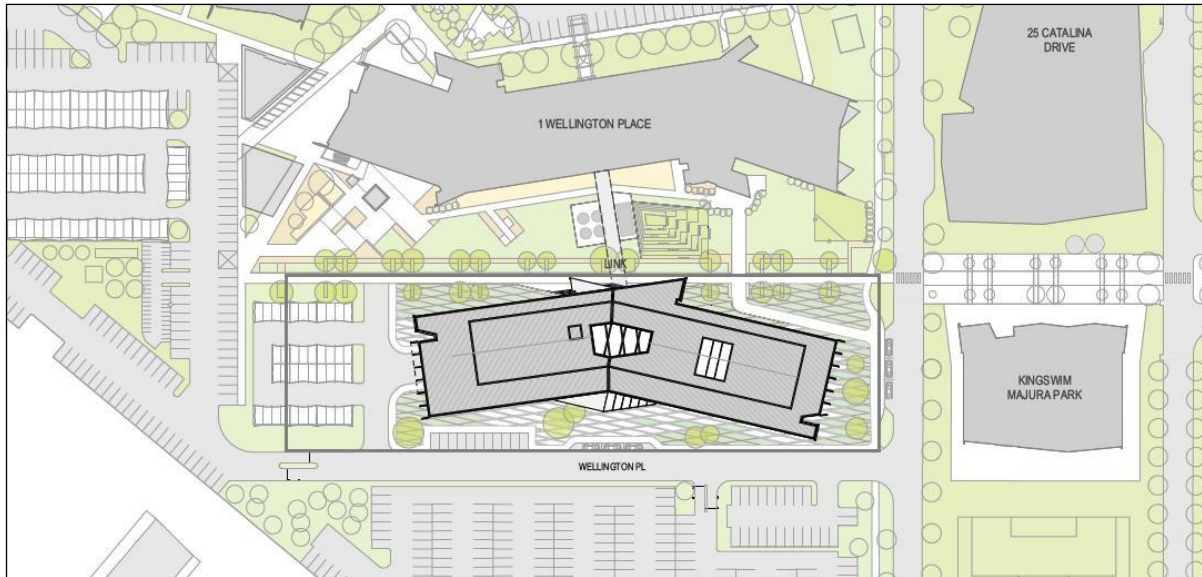 25 CATALINA
DRIVE
1 WELLINGTON PLACE
LINK
KINGSWIM
MAJURA PARK
WELLINGTON PL